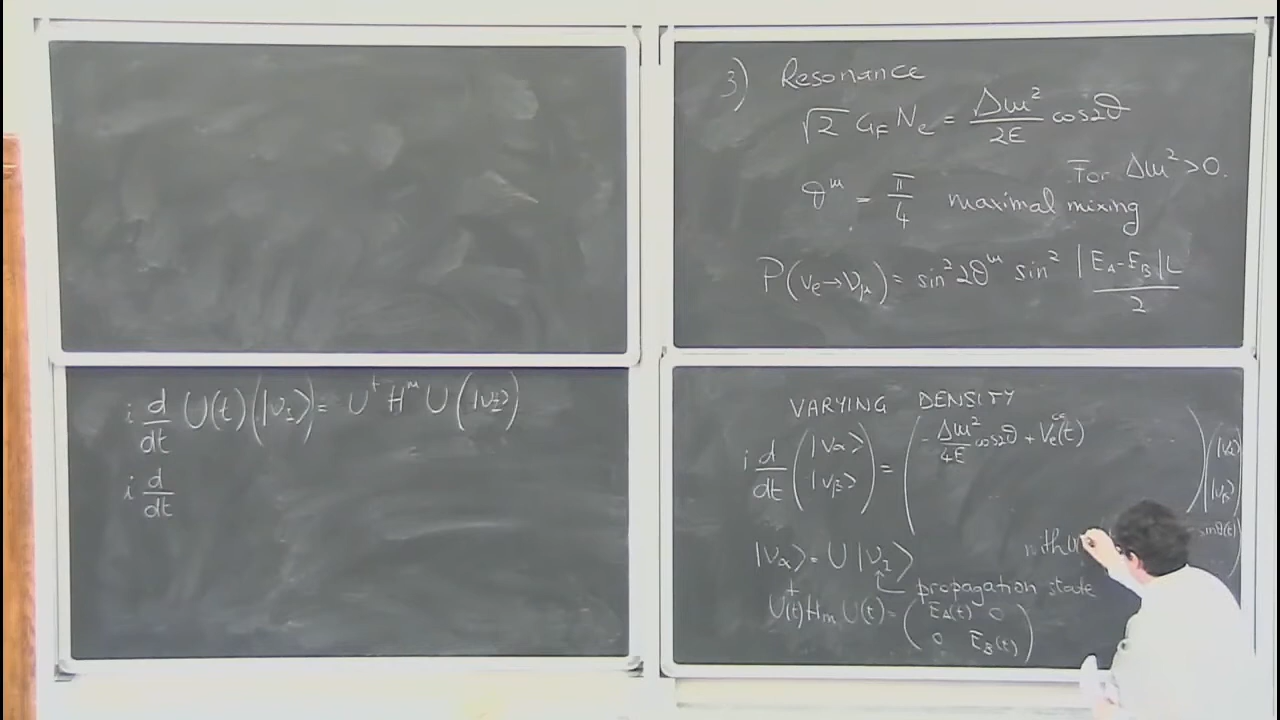 i d/dt U(t)(|ν_I⟩) = U† H^m U(|ν_I⟩)
i d/dt
3) Resonance
√2 G_F N_e = Δm²/2E cos2θ
For Δm² > 0.
θ^m = π/4 maximal mixing
P(ν_e→ν_μ) = sin² 2θ^m sin² |E_A-E_B|L/2
VARYING DENSITY
i d/dt (|ν_α⟩ |ν_β⟩) = ( -Δm²/4E cos2θ + V_e^cc(t) ) (|ν_α⟩ |ν_β⟩)
|ν_α⟩ = U |ν_I⟩ with
propagation state
U†(t) H_m U(t) = (E_A(t) 0
0 E_B(t))